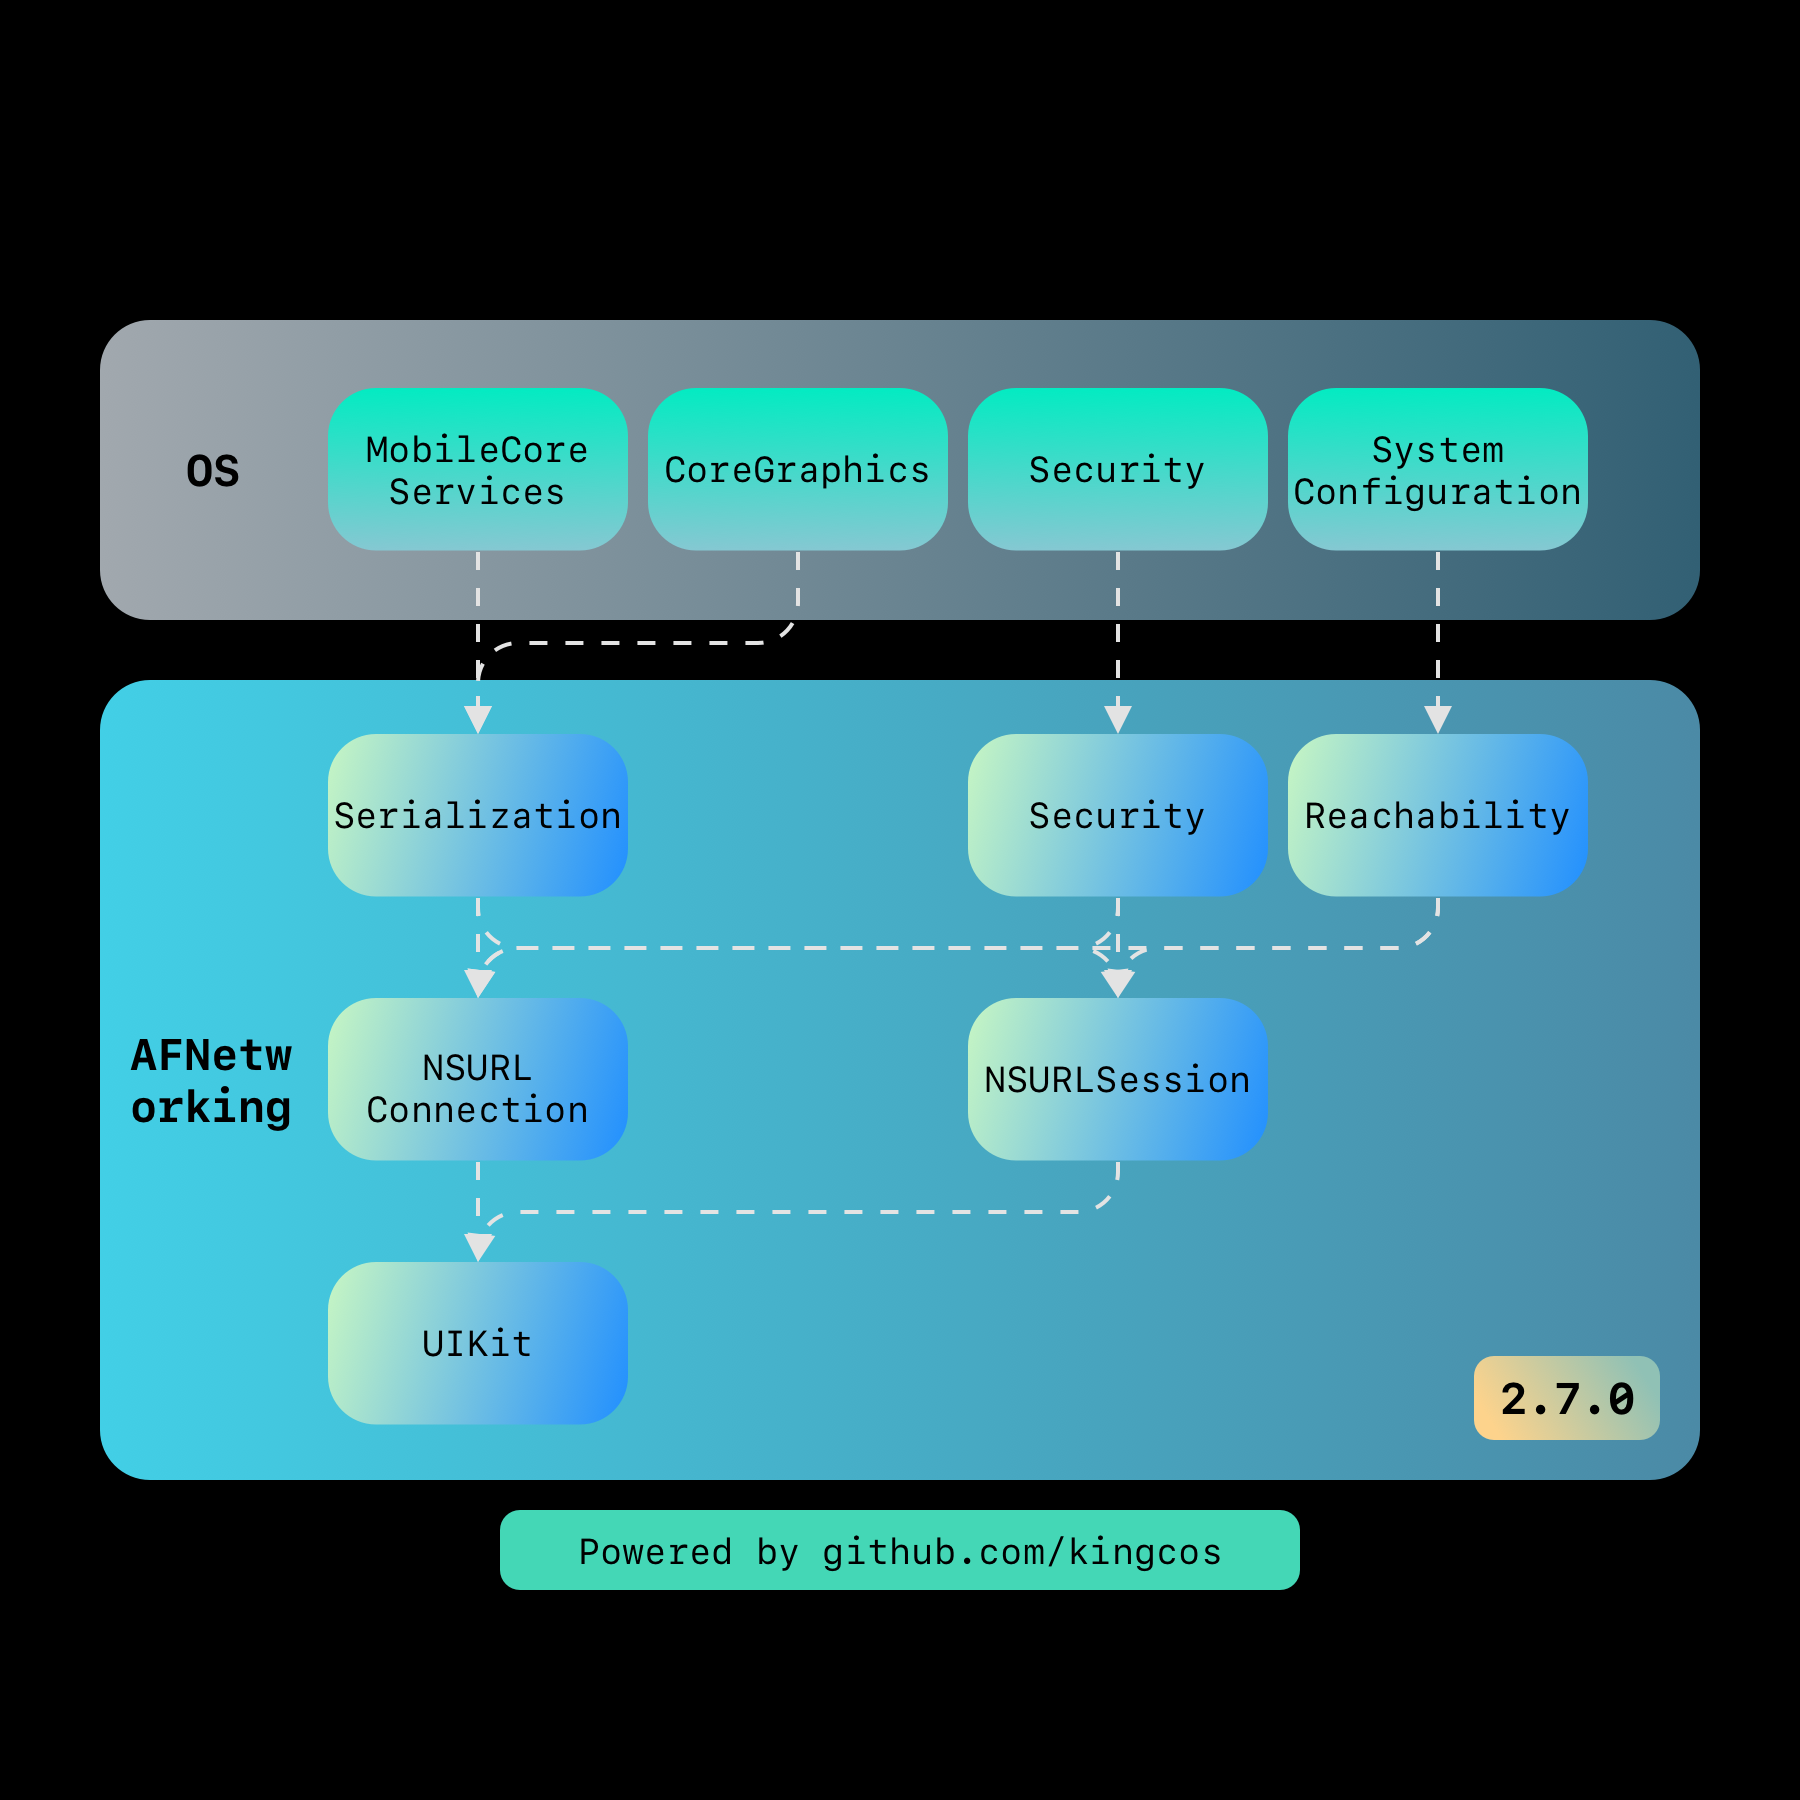 OS
MobileCore
Services
CoreGraphics
Security
System
Configuration
Serialization
Security
Reachability
AFNetw
orking
NSURL
Connection
NSURLSession
UIKit
2.7.0
Powered by github.com/kingcos